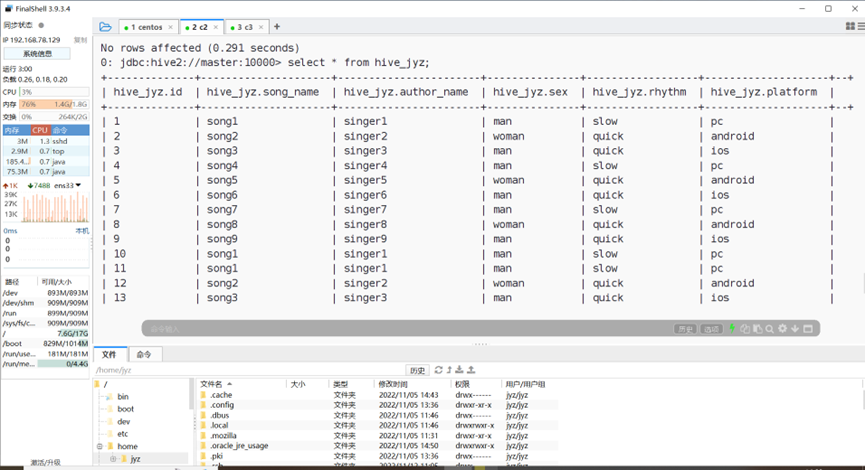 FinalShell 3.9.3.4
同步状态
1 centos
2 c2
3 c3
+
IP 192.168.78.129 复制
系统信息
运行 3:00
负载 0.26, 0.18, 0.20
CPU 3%
内存 76% 1.4G/1.8G
交换 0% 264K/2G
内存 CPU 命令
3M 1.3 sshd
2.9M 0.7 top
185.4... 0.7 java
75.3M 0.7 java
1K 748B ens33
39K
27K
13K
0ms 本机
0
0
0
路径 可用/大小
/dev 893M/893M
/dev/shm 909M/909M
/run 899M/909M
/sys/fs/c... 909M/909M
/ 7.6G/17G
/boot 829M/1014M
/run/use... 181M/181M
/run/me... 0/4.4G
激活/升级
No rows affected (0.291 seconds)
0: jdbc:hive2://master:10000> select * from hive_jyz;
| hive_jyz.id | hive_jyz.song_name | hive_jyz.author_name | hive_jyz.sex | hive_jyz.rhythm | hive_jyz.platform |
| 1 | song1 | singer1 | man | slow | pc |
| 2 | song2 | singer2 | woman | quick | android |
| 3 | song3 | singer3 | man | quick | ios |
| 4 | song4 | singer4 | man | slow | pc |
| 5 | song5 | singer5 | woman | quick | android |
| 6 | song6 | singer6 | man | quick | ios |
| 7 | song7 | singer7 | man | slow | pc |
| 8 | song8 | singer8 | woman | quick | android |
| 9 | song9 | singer9 | man | quick | ios |
| 10 | song1 | singer1 | man | slow | pc |
| 11 | song1 | singer1 | man | slow | pc |
| 12 | song2 | singer2 | woman | quick | android |
| 13 | song3 | singer3 | man | quick | ios |
命令输入
历史 选项
文件 命令
/home/jyz 历史
/
bin
boot
dev
etc
home
jyz
文件名 大小 类型 修改时间 权限 用户/用户组
.cache 文件夹 2022/11/05 14:43 drwx------ jyz/jyz
.config 文件夹 2022/11/05 13:36 drwxr-xr-x jyz/jyz
.dbus 文件夹 2022/11/05 11:46 drwx------ jyz/jyz
.local 文件夹 2022/11/05 11:46 drwxrwxr-x jyz/jyz
.mozilla 文件夹 2022/11/05 11:31 drwxr-xr-x jyz/jyz
.oracle_jre_usage 文件夹 2022/11/05 14:50 drwxrwxr-x jyz/jyz
.pki 文件夹 2022/11/05 13:36 drwx------ jyz/jyz